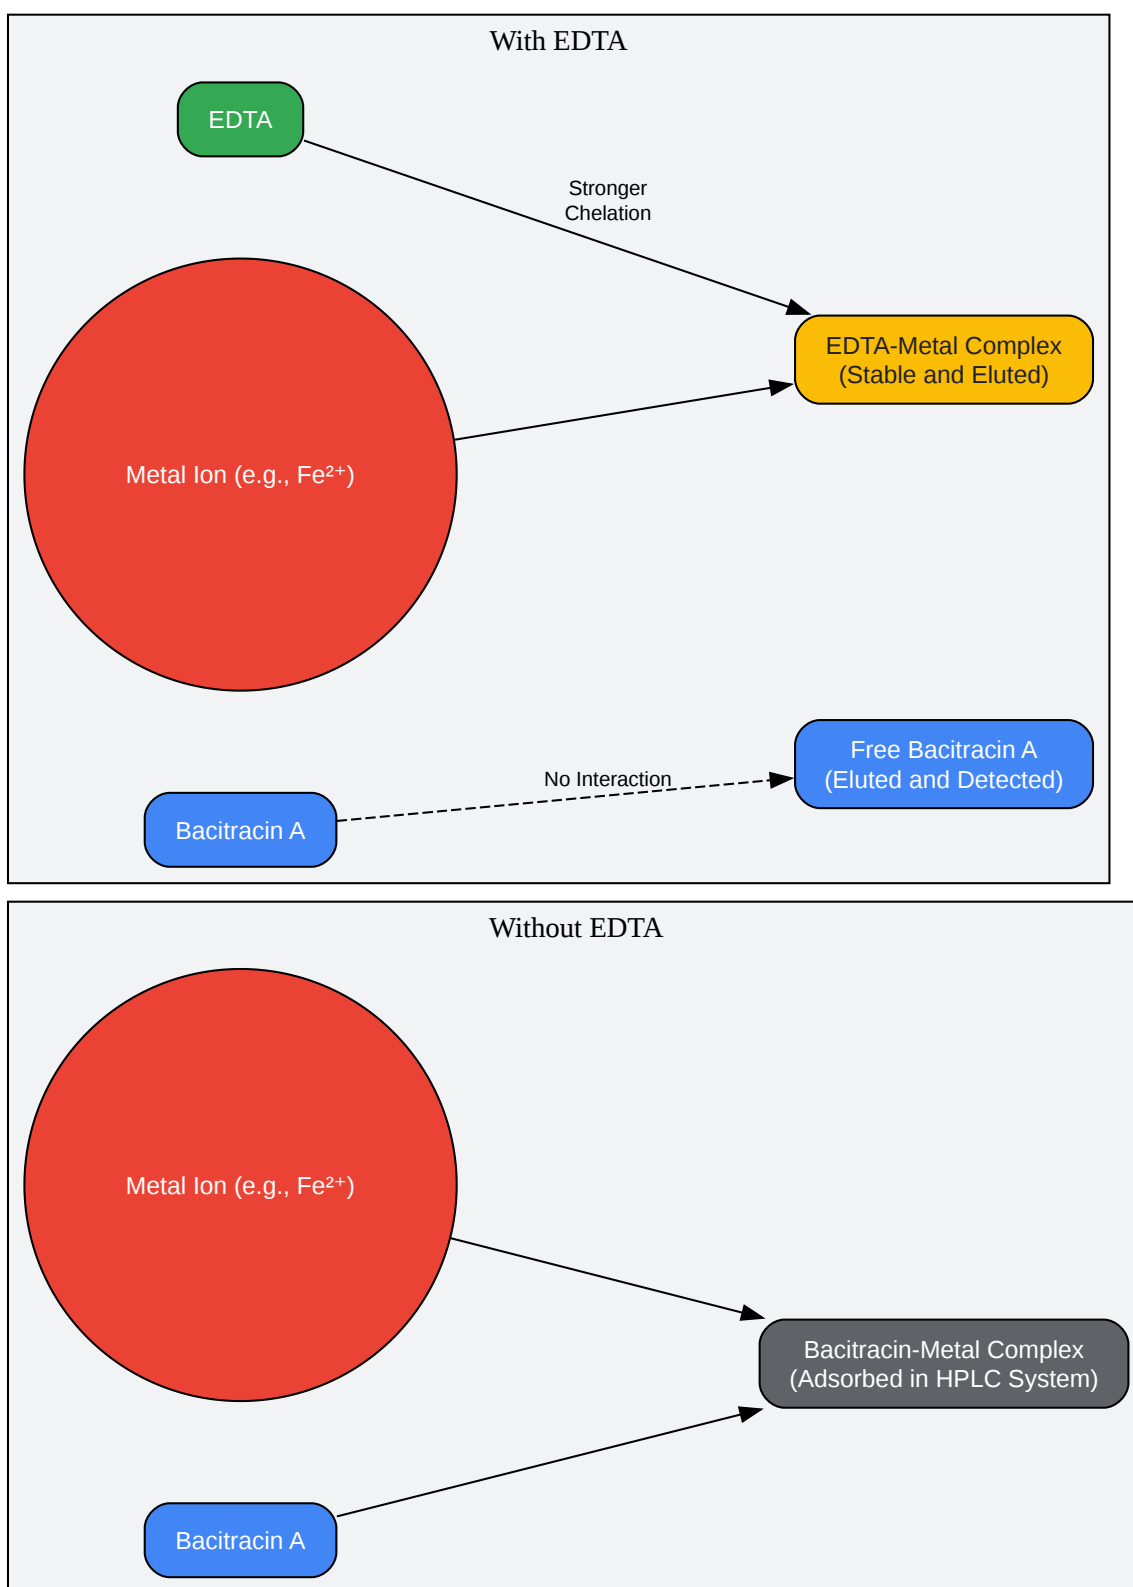 With EDTA
EDTA
Stronger
Chelation
EDTA-Metal Complex
(Stable and Eluted)
Metal Ion (e.g., Fe²⁺)
Free Bacitracin A
(Eluted and Detected)
No Interaction
Bacitracin A
Without EDTA
Metal Ion (e.g., Fe²⁺)
Bacitracin-Metal Complex
(Adsorbed in HPLC System)
Bacitracin A